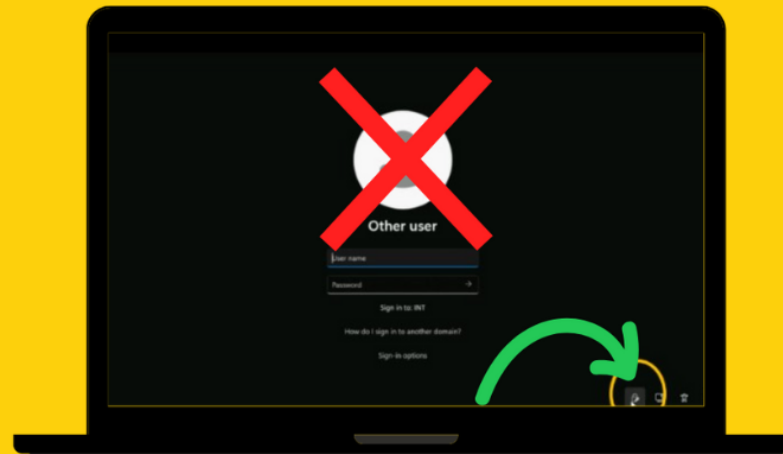 Other user
User name
Password
Sign in to: INT
How do I sign in to another domain?
Sign-in options